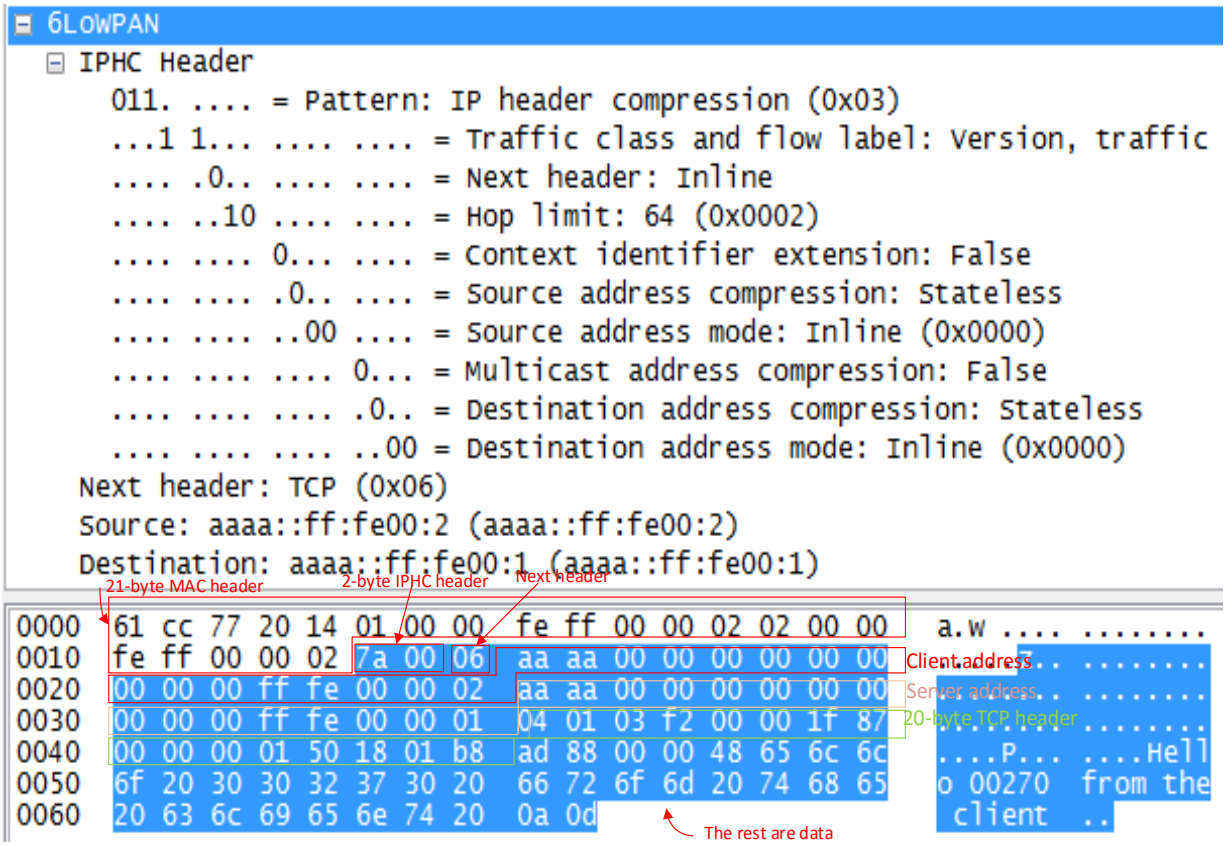 6LoWPAN
IPHC Header
011. .... = Pattern: IP header compression (0x03)
...1 1... .... .... = Traffic class and flow label: Version, traffic
.... .0.. .... .... = Next header: Inline
.... ..10 .... .... = Hop limit: 64 (0x0002)
.... .... 0... .... = Context identifier extension: False
.... .... .0.. .... = Source address compression: Stateless
.... .... ..00 .... = Source address mode: Inline (0x0000)
.... .... .... 0... = Multicast address compression: False
.... .... .... .0.. = Destination address compression: Stateless
.... .... .... ..00 = Destination address mode: Inline (0x0000)
Next header: TCP (0x06)
Source: aaaa::ff:fe00:2 (aaaa::ff:fe00:2)
Destination: aaaa::ff:fe00:1 (aaaa::ff:fe00:1)
21-byte MAC header 2-byte IPHC header Next header
0000 61 cc 77 20 14 01 00 00 fe ff 00 00 02 02 00 00 a.w .... ........
0010 fe ff 00 00 02 7a 00 06 aa aa 00 00 00 00 00 00 Client address .....z.. ........
0020 00 00 00 ff fe 00 00 02 aa aa 00 00 00 00 00 00 Server address ........ ........
0030 00 00 00 ff fe 00 00 01 04 01 03 f2 00 00 1f 87 20-byte TCP header ........ ........
0040 00 00 00 01 50 18 01 b8 ad 88 00 00 48 65 6c 6c ....P... ....Hell
0050 6f 20 30 30 32 37 30 20 66 72 6f 6d 20 74 68 65 o 00270 from the
0060 20 63 6c 69 65 6e 74 20 0a 0d client ..
The rest are data